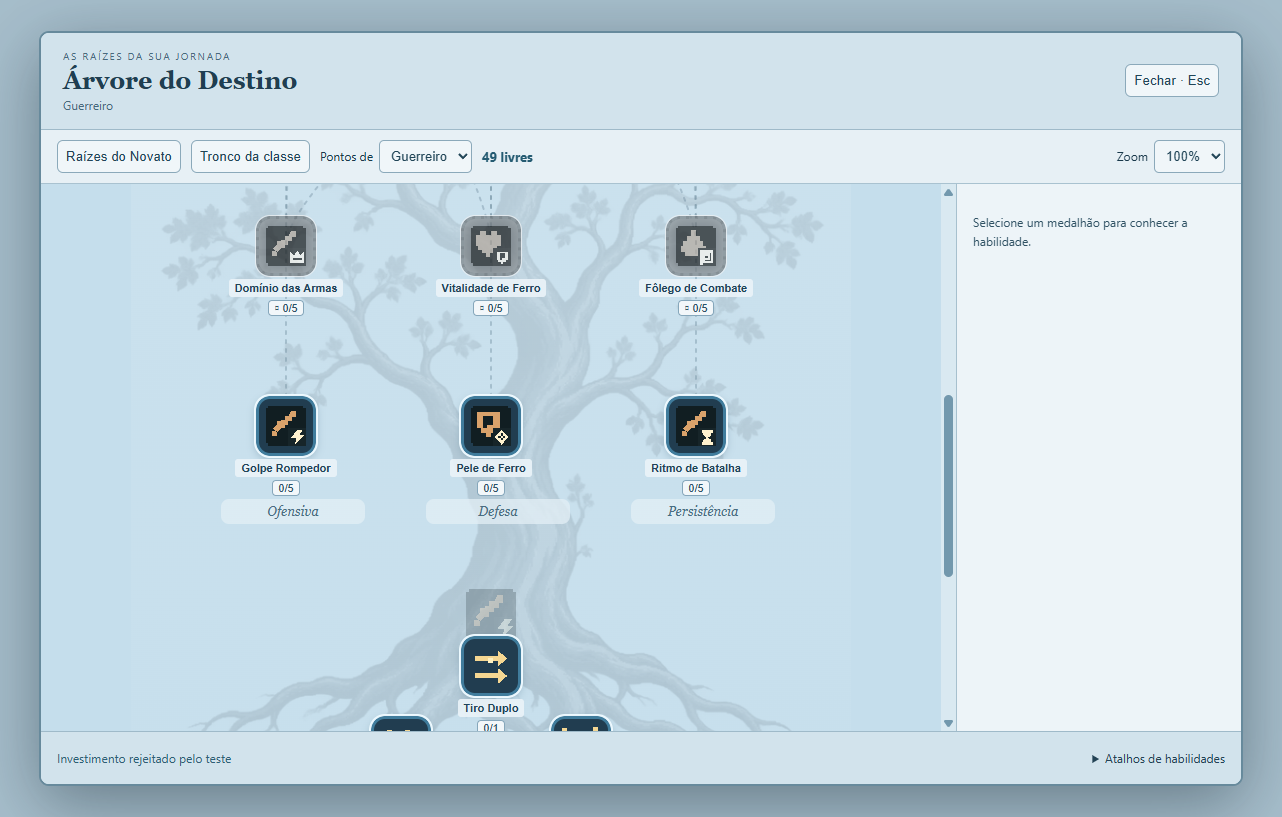 AS RAÍZES DA SUA JORNADA
Árvore do Destino
Guerreiro
Fechar · Esc
Raízes do Novato
Tronco da classe
Pontos de
Guerreiro
49 livres
Zoom
100%
Selecione um medalhão para conhecer a
habilidade.
Domínio das Armas
Vitalidade de Ferro
Fôlego de Combate
0/5
0/5
0/5
Golpe Rompedor
Pele de Ferro
Ritmo de Batalha
0/5
0/5
0/5
Ofensiva
Defesa
Persistência
Tiro Duplo
0/1
Investimento rejeitado pelo teste
Atalhos de habilidades